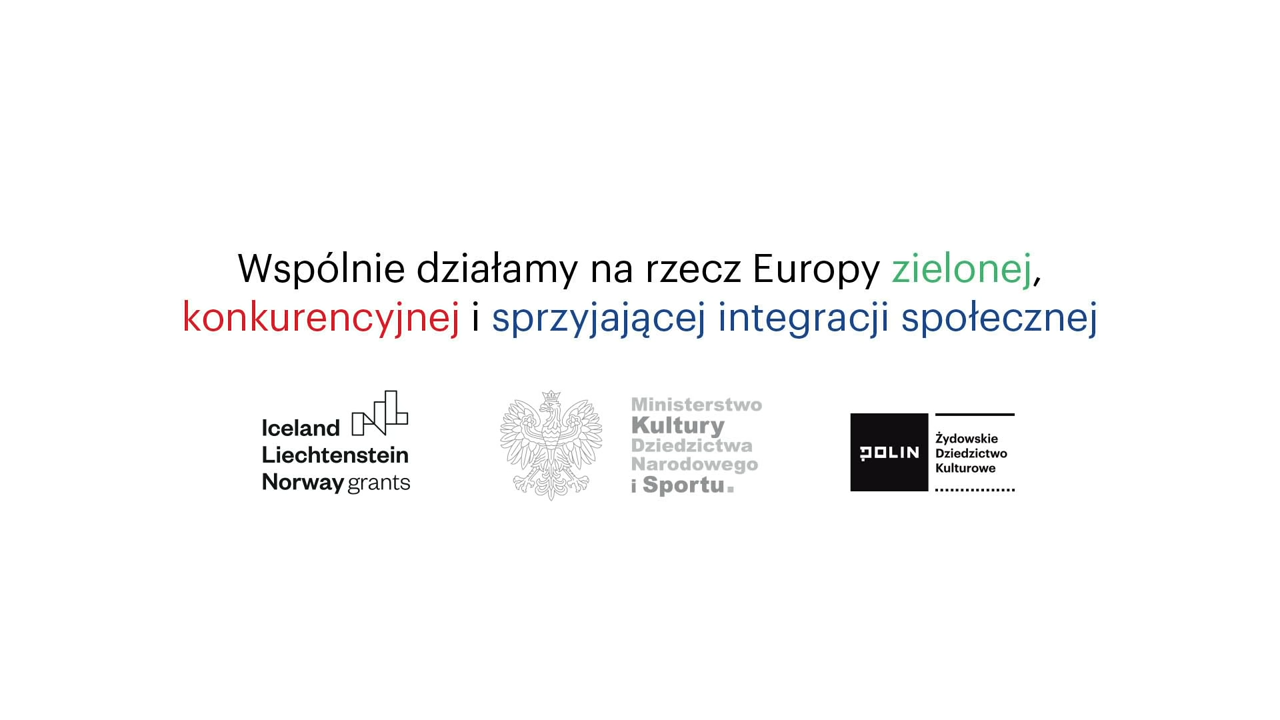 Wspólnie działamy na rzecz Europy zielonej,
konkurencyjnej i sprzyjającej integracji społecznej
Iceland
Liechtenstein
Norway grants
Ministerstwo
Kultury
Dziedzictwa
Narodowego
i Sportu.
POLIN
Żydowskie
Dziedzictwo
Kulturowe